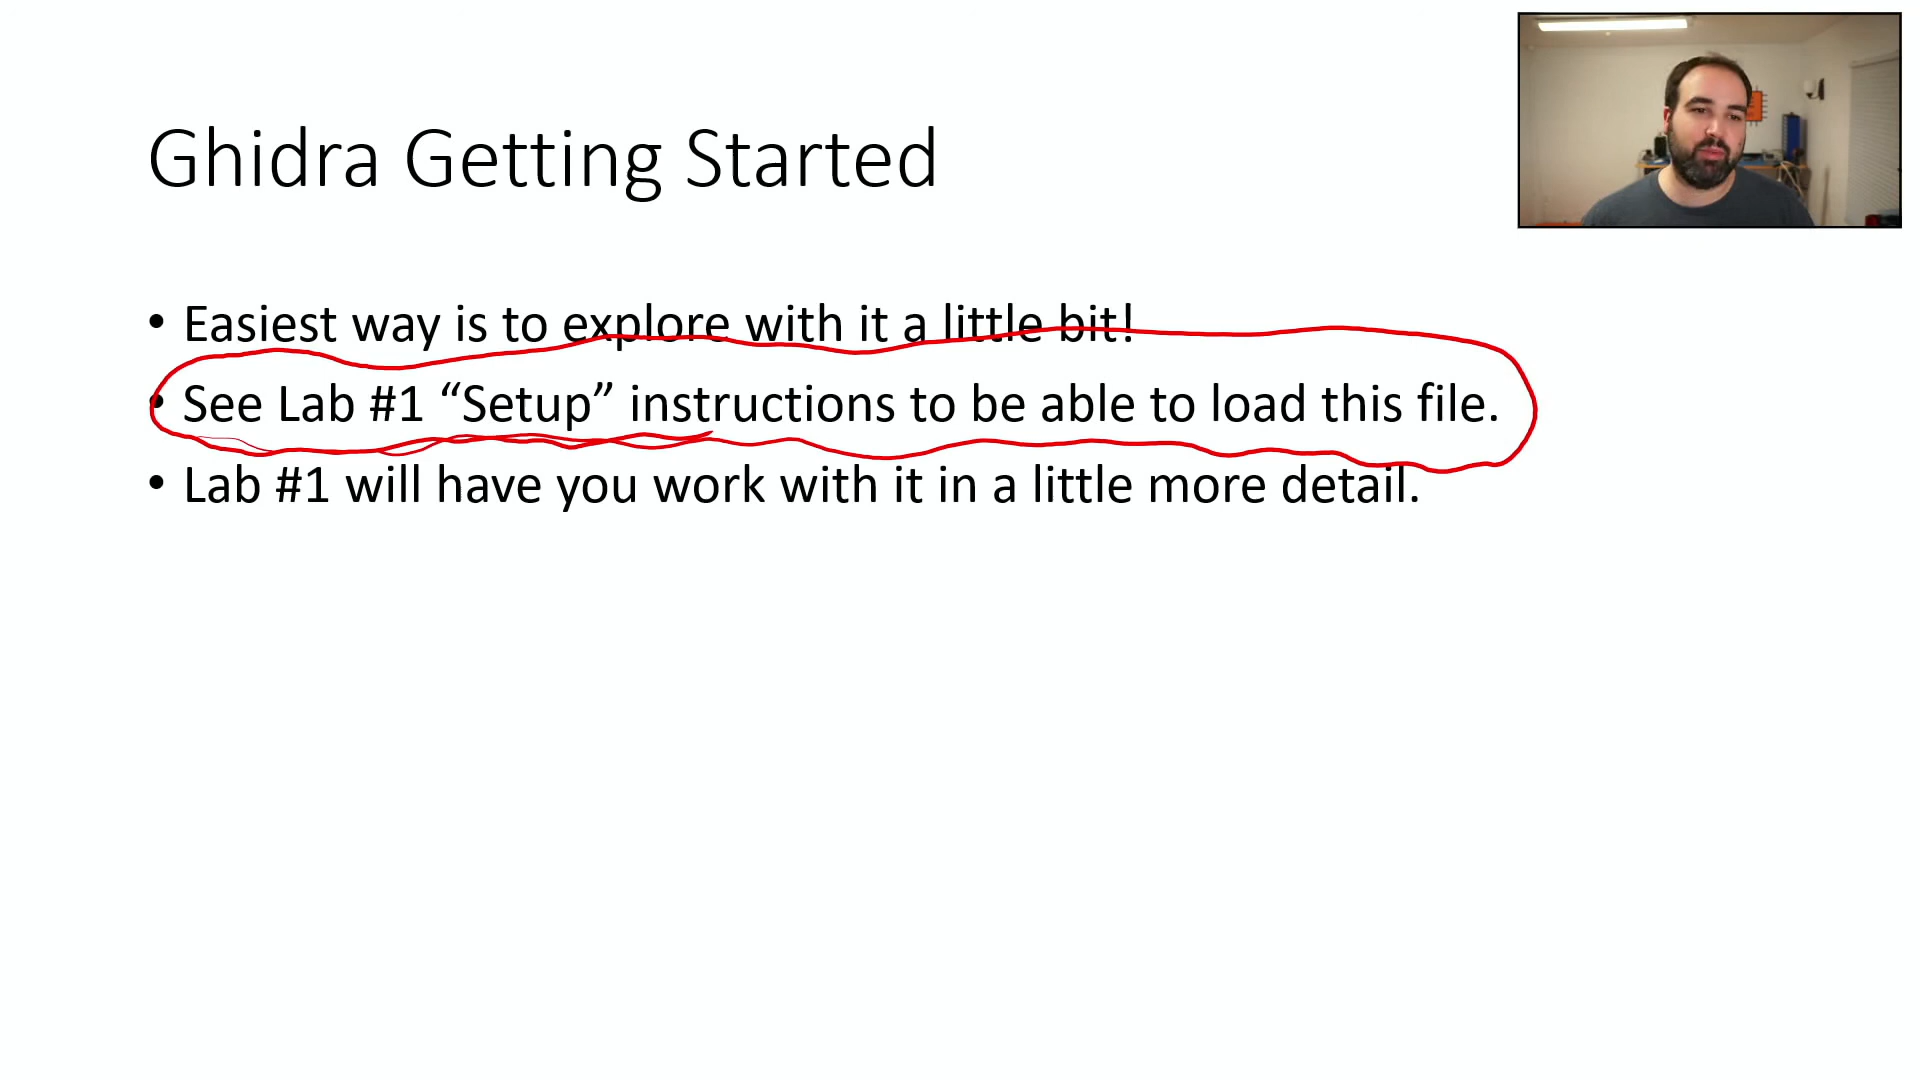 Ghidra Getting Started
• Easiest way is to explore with it a little bit!
• See Lab #1 “Setup” instructions to be able to load this file.
• Lab #1 will have you work with it in a little more detail.